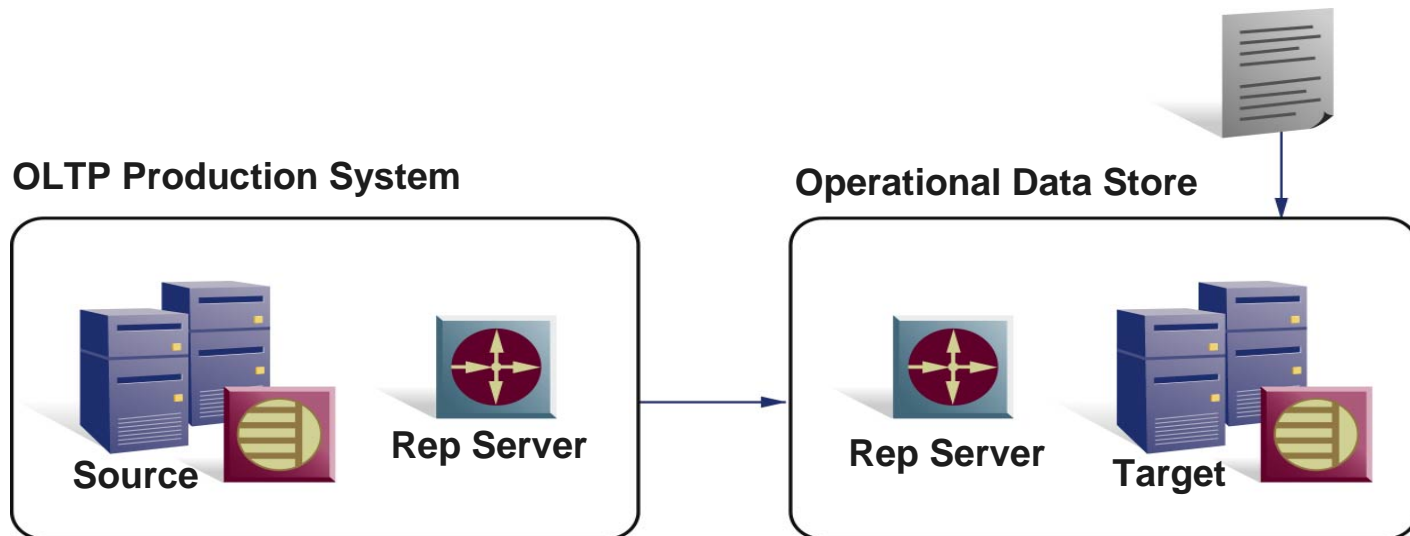 OLTP Production System
Operational Data Store
Source
Rep Server
Rep Server
Target